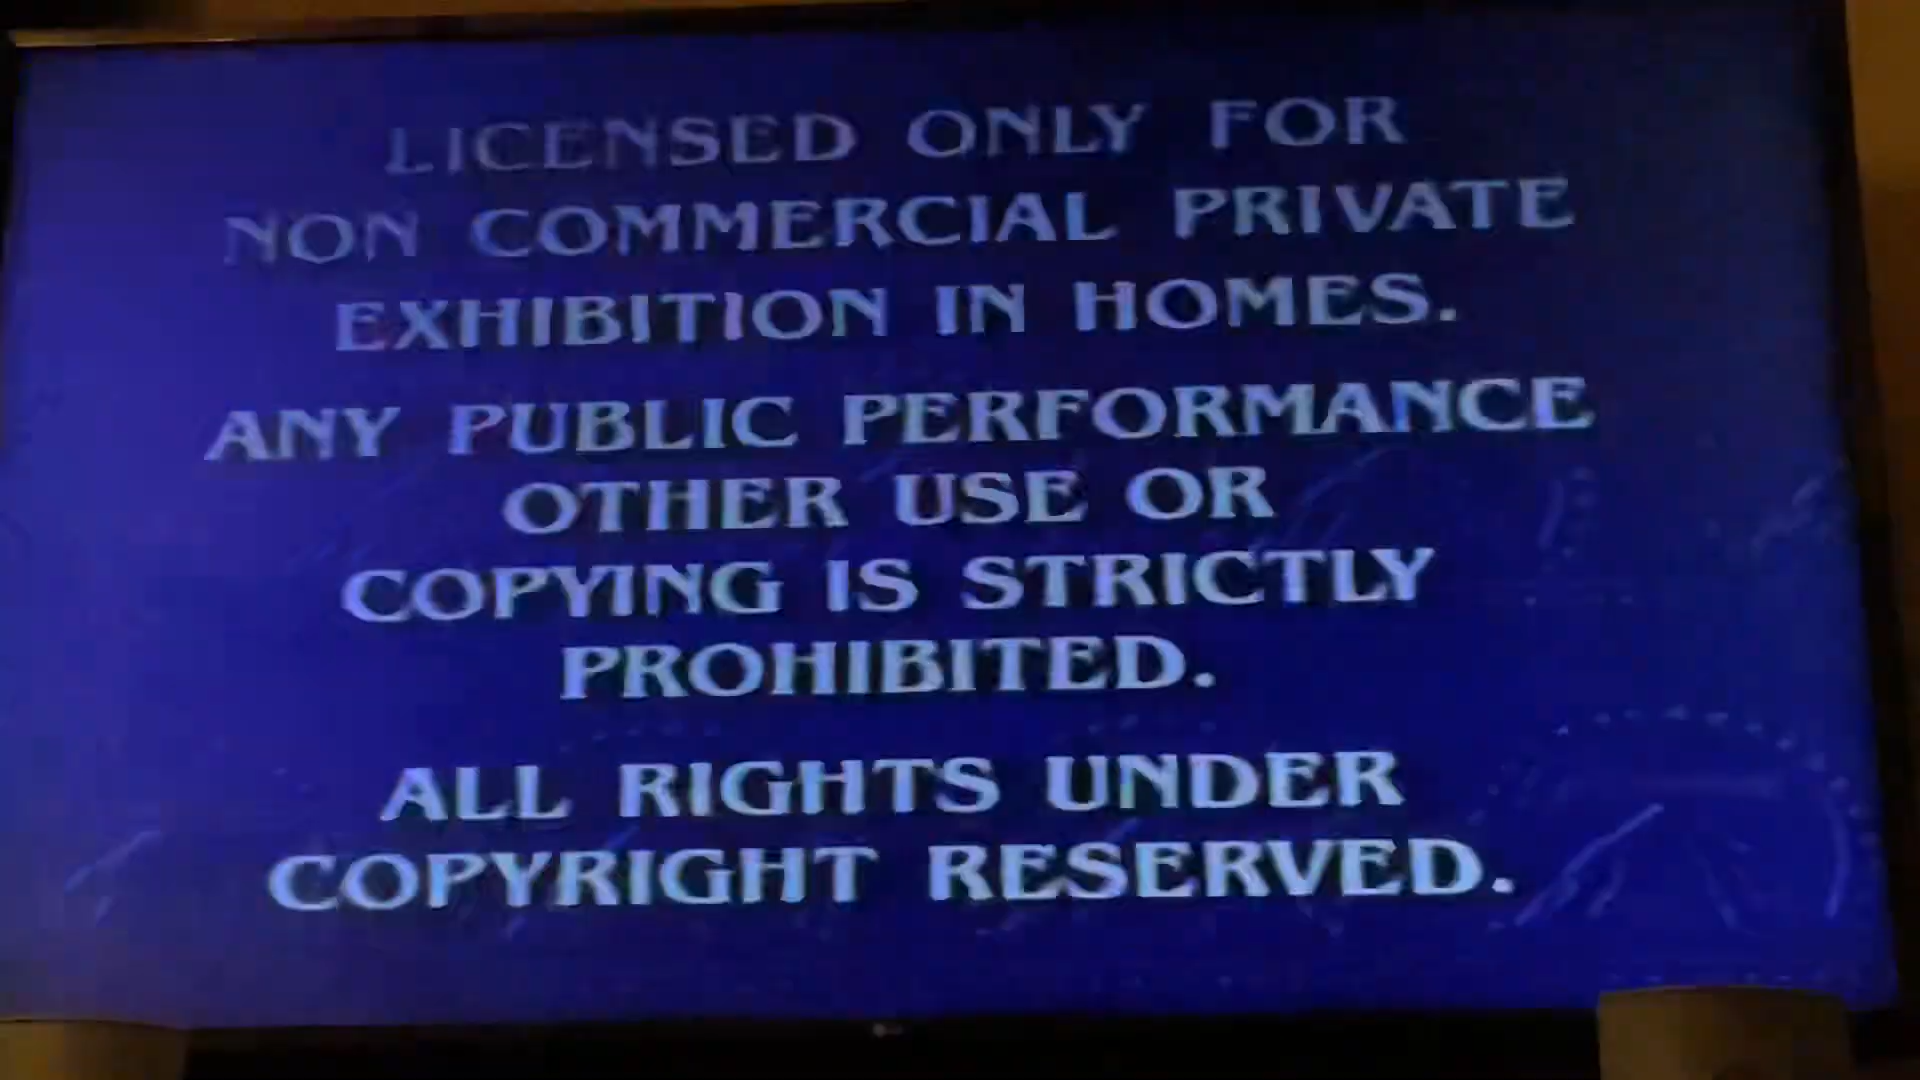 LICENSED ONLY FOR
NON COMMERCIAL PRIVATE
EXHIBITION IN HOMES.
ANY PUBLIC PERFORMANCE
OTHER USE OR
COPYING IS STRICTLY
PROHIBITED.
ALL RIGHTS UNDER
COPYRIGHT RESERVED.